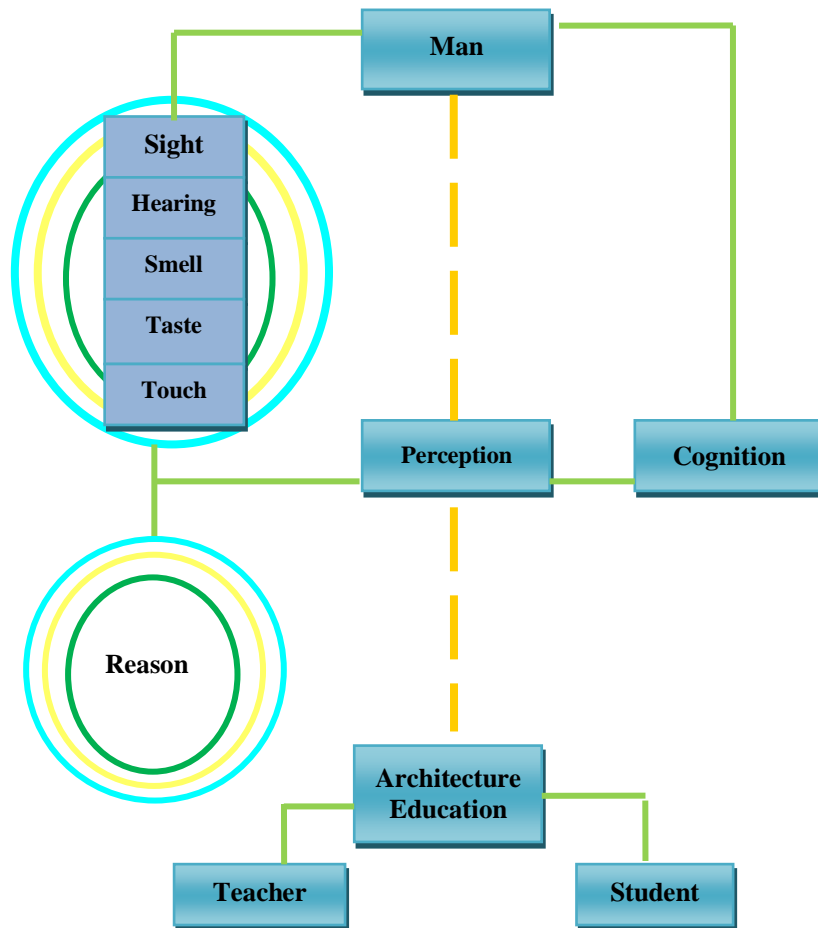 Man
Sight
Hearing
Smell
Taste
Touch
Perception
Cognition
Reason
Architecture
Education
Teacher
Student